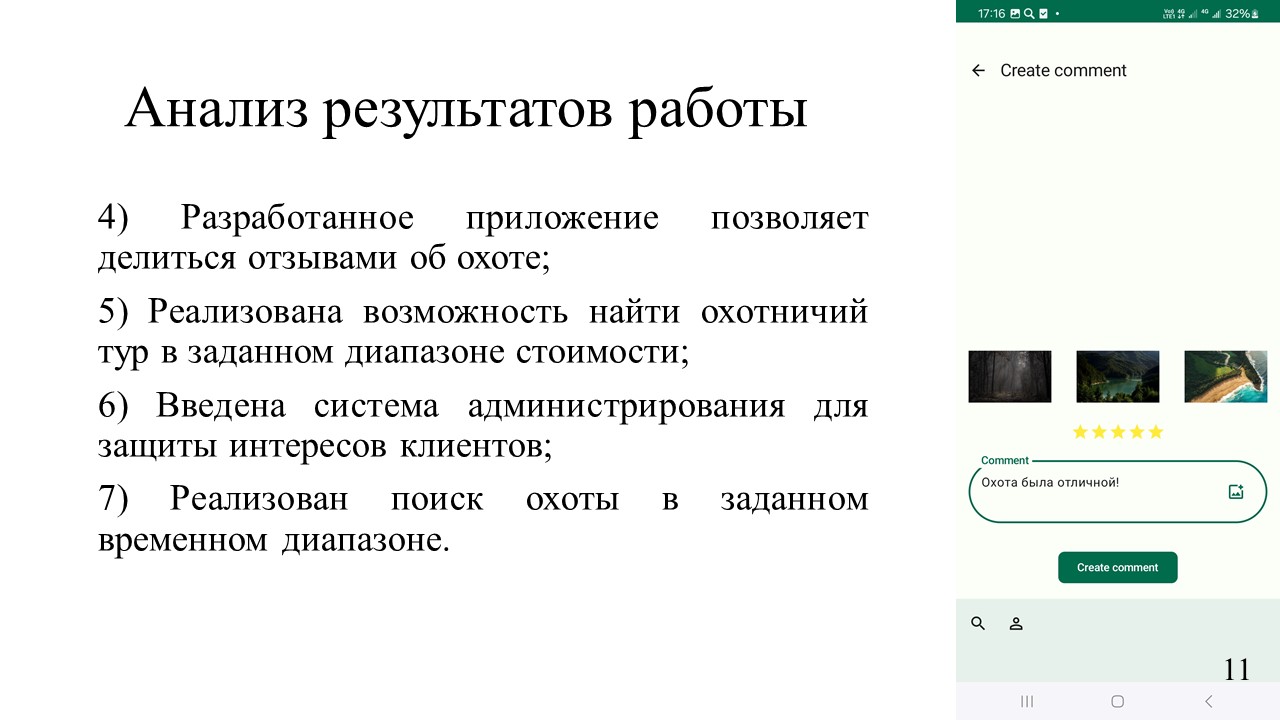 Анализ результатов работы
4) Разработанное приложение позволяет
делиться отзывами об охоте;
5) Реализована возможность найти охотничий
тур в заданном диапазоне стоимости;
6) Введена система администрирования для
защиты интересов клиентов;
7) Реализован поиск охоты в заданном
временном диапазоне.
17:16
4G
4G
32%
Create comment
Comment
Охота была отличной!
Create comment
11